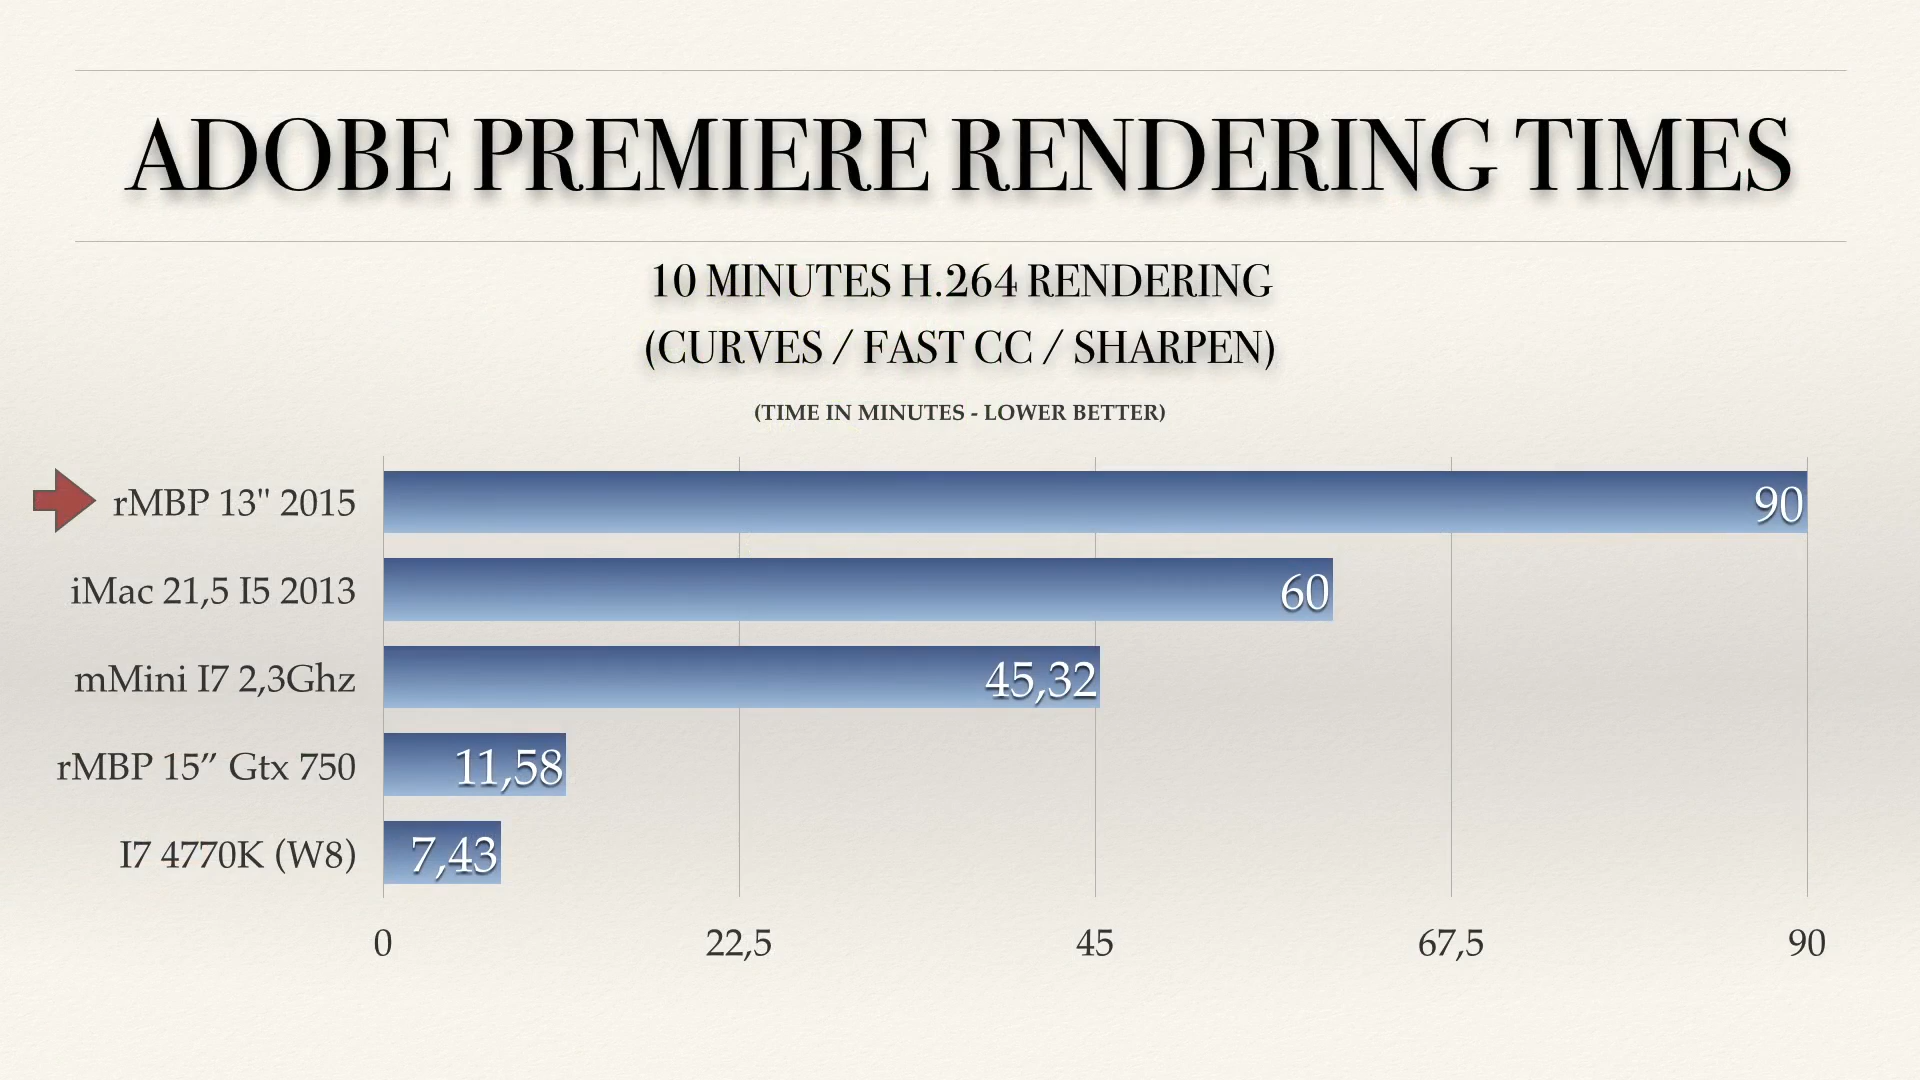 ADOBE PREMIERE RENDERING TIMES
10 MINUTES H.264 RENDERING
(CURVES / FAST CC / SHARPEN)
(TIME IN MINUTES - LOWER BETTER)
rMBP 13" 2015 90
iMac 21,5 I5 2013 60
mMini I7 2,3Ghz 45,32
rMBP 15” Gtx 750 11,58
I7 4770K (W8) 7,43
0 22,5 45 67,5 90